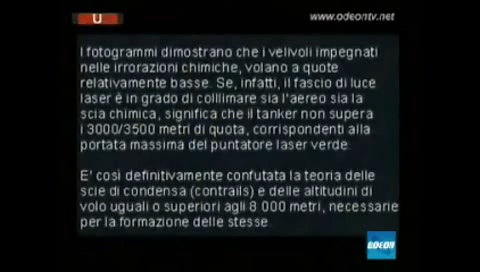 U
www.odeontv.net
I fotogrammi dimostrano che i velivoli impegnati
nelle irrorazioni chimiche, volano a quote
relativamente basse. Se, infatti, il fascio di luce
laser è in grado di colllimare sia l'aereo sia la
scia chimica, significa che il tanker non supera
i 3000/3500 metri di quota, corrispondenti alla
portata massima del puntatore laser verde.
E' così definitivamente confutata la teoria delle
scie di condensa (contrails) e delle altitudini di
volo uguali o superiori agli 8.000 metri, necessarie
per la formazione delle stesse.
ODEON